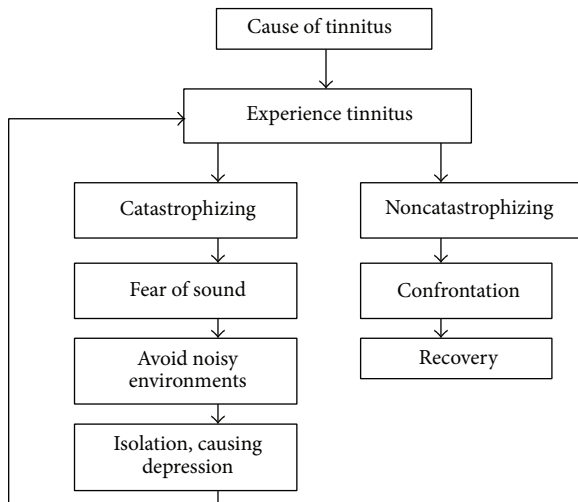 Cause of tinnitus
Experience tinnitus
Catastrophizing
Noncatastrophizing
Fear of sound
Confrontation
Avoid noisy
environments
Recovery
Isolation, causing
depression